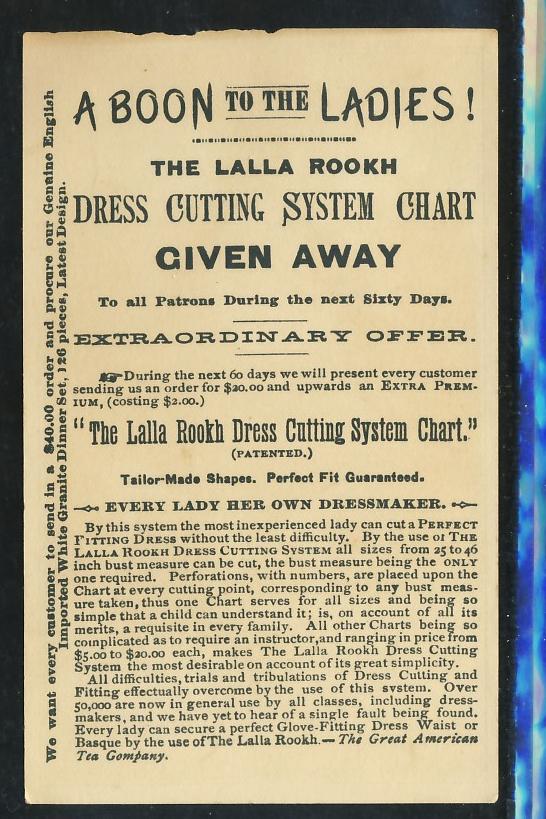 A BOON TO THE LADIES!
THE LALLA ROOKH
DRESS CUTTING SYSTEM CHART
GIVEN AWAY
To all Patrons During the next Sixty Days.
EXTRAORDINARY OFFER.
☞During the next 60 days we will present every customer
sending us an order for $20.00 and upwards an EXTRA PREM-
IUM, (costing $2.00.)
"The Lalla Rookh Dress Cutting System Chart."
(PATENTED.)
Tailor-Made Shapes. Perfect Fit Guaranteed.
EVERY LADY HER OWN DRESSMAKER.
By this system the most inexperienced lady can cut a PERFECT
FITTING DRESS without the least difficulty. By the use of THE
LALLA ROOKH DRESS CUTTING SYSTEM all sizes from 25 to 46
inch bust measure can be cut, the bust measure being the ONLY
one required. Perforations, with numbers, are placed upon the
Chart at every cutting point, corresponding to any bust meas-
ure taken, thus one Chart serves for all sizes and being so
simple that a child can understand it; is, on account of all its
merits, a requisite in every family. All other Charts being so
complicated as to require an instructor, and ranging in price from
$5.00 to $20.00 each, makes The Lalla Rookh Dress Cutting
System the most desirable on account of its great simplicity.
All difficulties, trials and tribulations of Dress Cutting and
Fitting effectually overcome by the use of this system. Over
50,000 are now in general use by all classes, including dress-
makers, and we have yet to hear of a single fault being found.
Every lady can secure a perfect Glove-Fitting Dress Waist or
Basque by the use of The Lalla Rookh.—The Great American
Tea Company.
We want every customer to send in a $40.00 order and procure our Genuine English
Imported White Granite Dinner Set, 126 pieces, Latest Design.